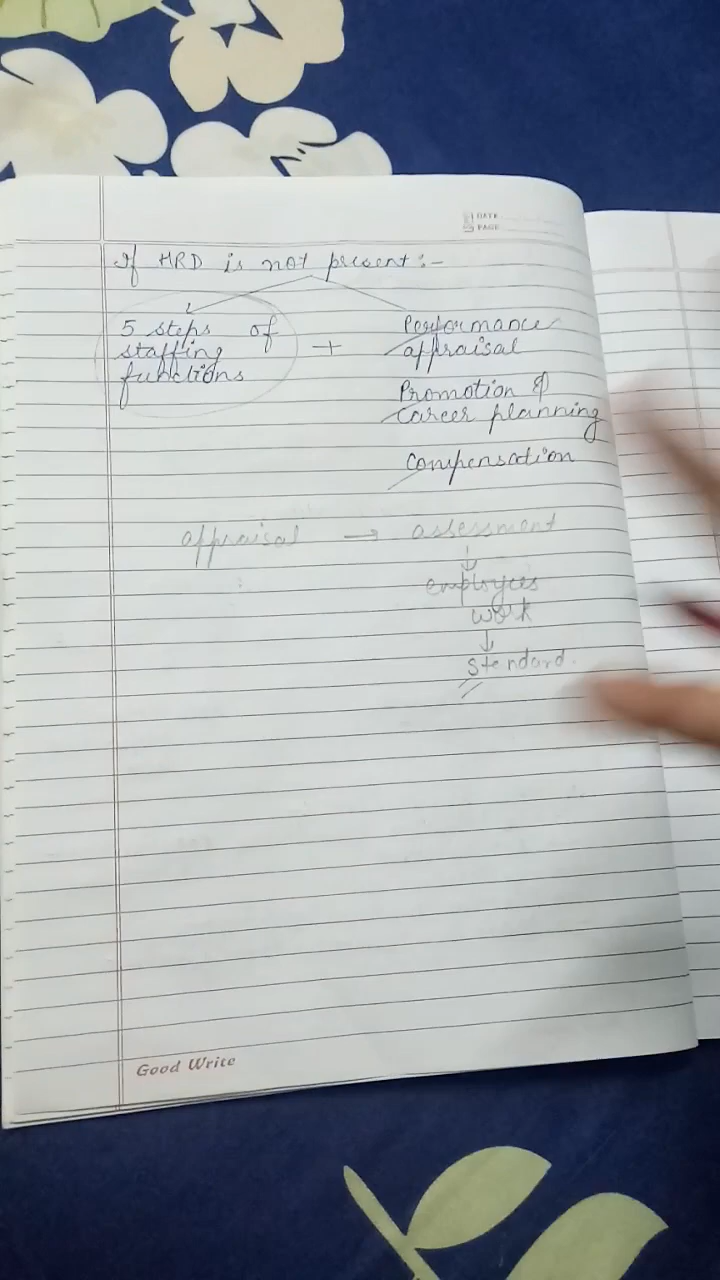 DATE
PAGE
If HRD is not present :-
5 steps of
staffing
functions
+
Performance
appraisal
Promotion &
career planning
Compensation
appraisal → assessment
employees
work
Standard.
Good Write